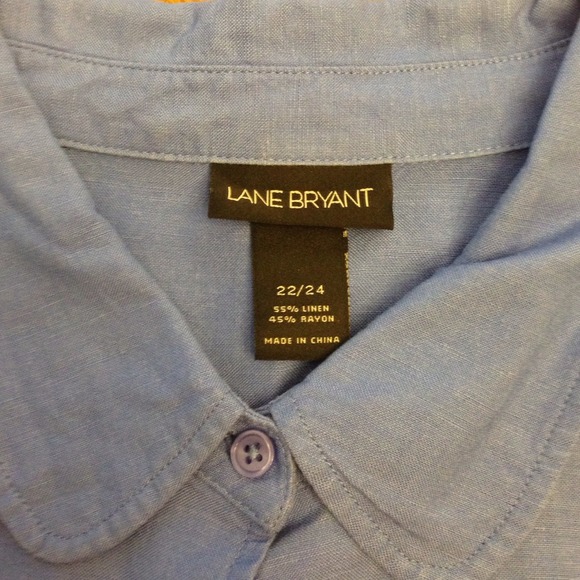 LANE BRYANT
22/24
55% LINEN
45% RAYON
MADE IN CHINA